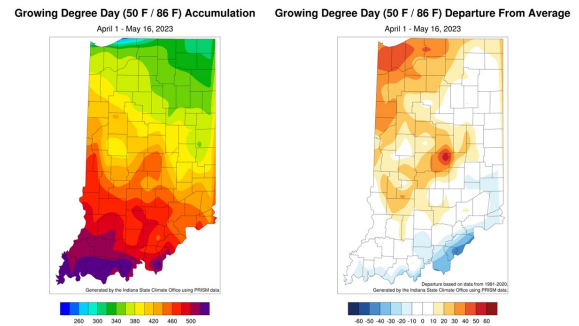 Growing Degree Day (50 F / 86 F) Accumulation
April 1 - May 16, 2023
Generated by the Indiana State Climate Office using PRISM data
260 300 340 380 420 460 500
Growing Degree Day (50 F / 86 F) Departure From Average
April 1 - May 16, 2023
Departure based on data from 1991-2020.
Generated by the Indiana State Climate Office using PRISM data
-60 -50 -40 -30 -20 -10 0 10 20 30 40 50 60